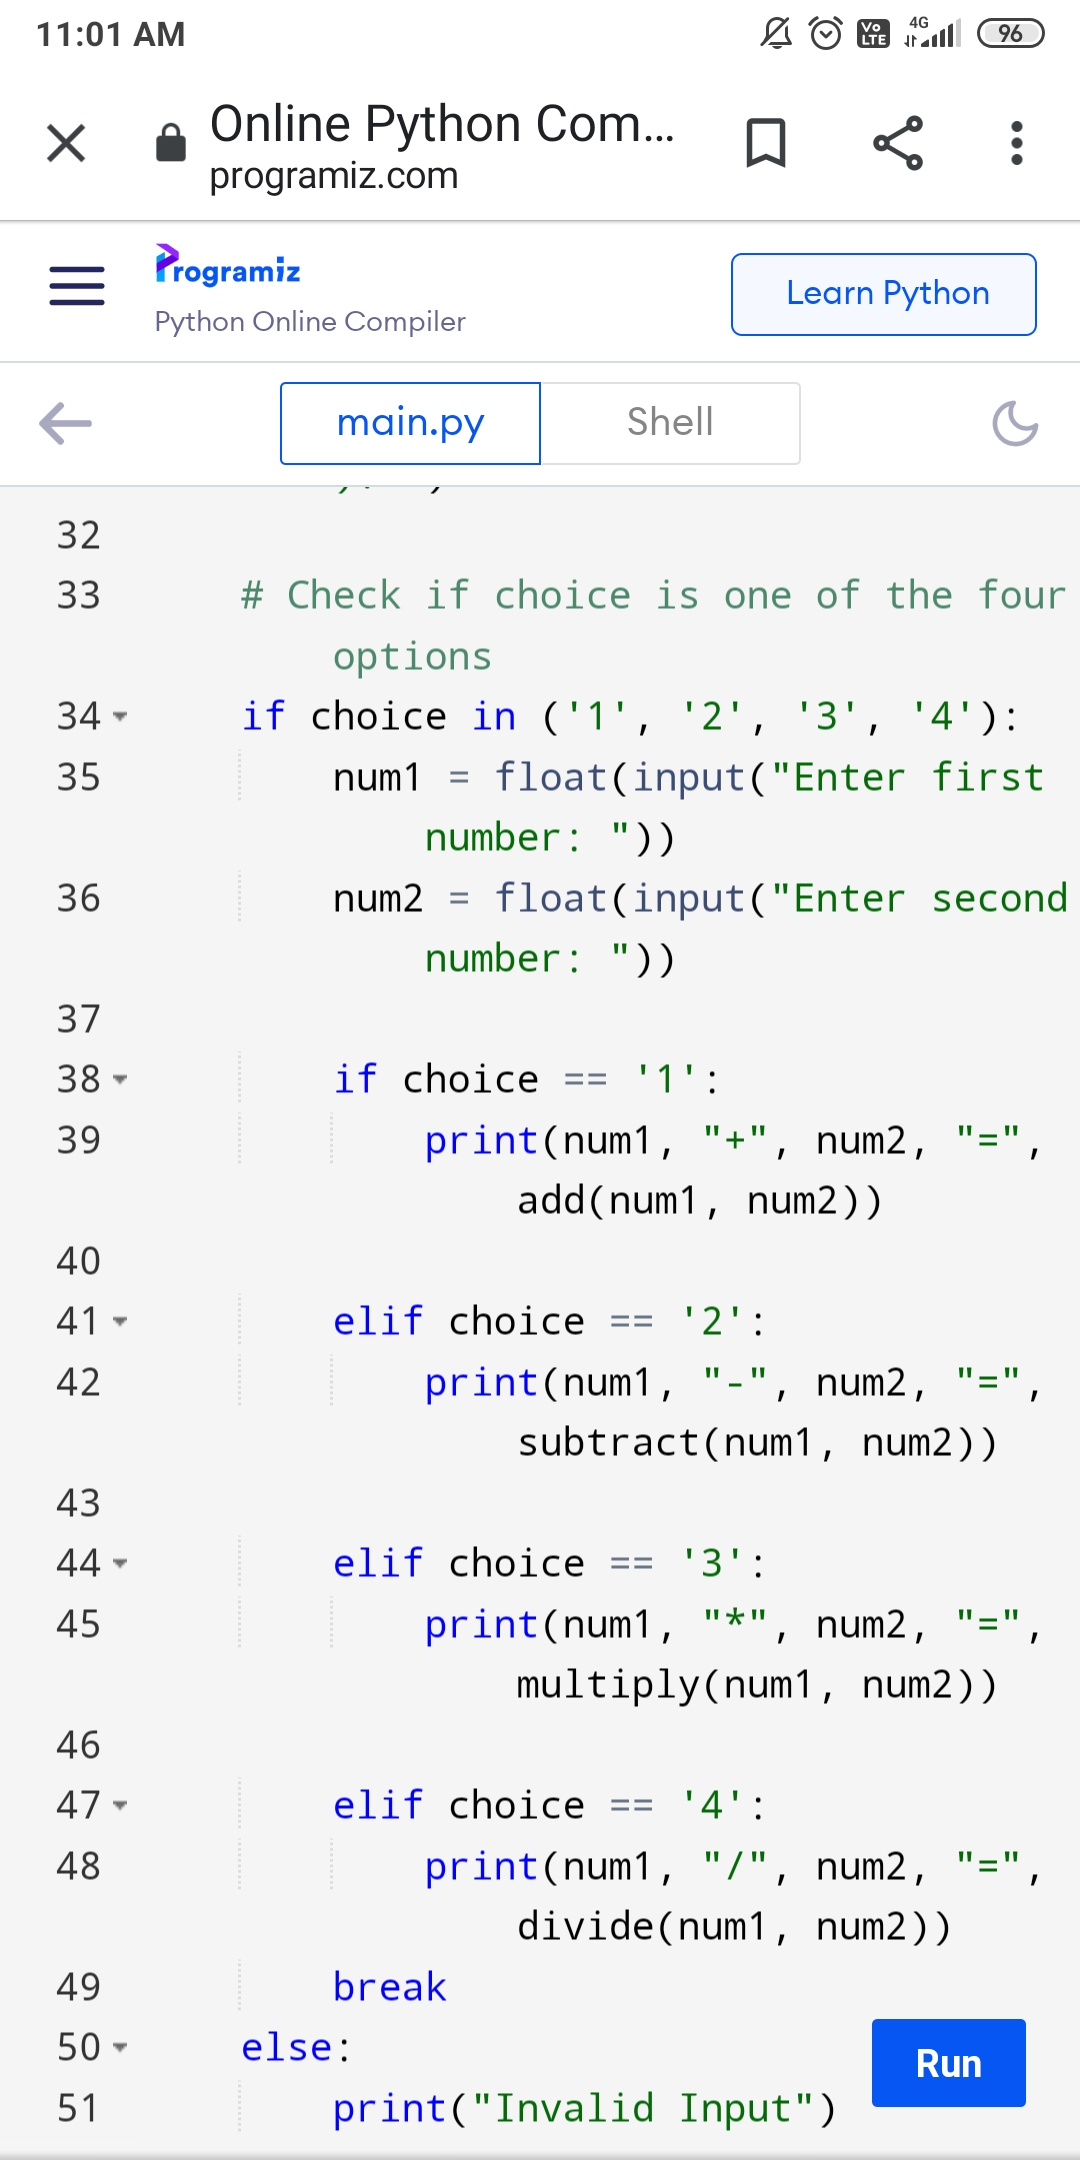 11:01 AM
Vo LTE 4G 96
Online Python Com...
programiz.com
Programiz
Python Online Compiler
Learn Python
main.py Shell
32
33 # Check if choice is one of the four
options
34 if choice in ('1', '2', '3', '4'):
35 num1 = float(input("Enter first
number: "))
36 num2 = float(input("Enter second
number: "))
37
38 if choice == '1':
39 print(num1, "+", num2, "=",
add(num1, num2))
40
41 elif choice == '2':
42 print(num1, "-", num2, "=",
subtract(num1, num2))
43
44 elif choice == '3':
45 print(num1, "*", num2, "=",
multiply(num1, num2))
46
47 elif choice == '4':
48 print(num1, "/", num2, "=",
divide(num1, num2))
49 break
50 else:
51 print("Invalid Input")
Run